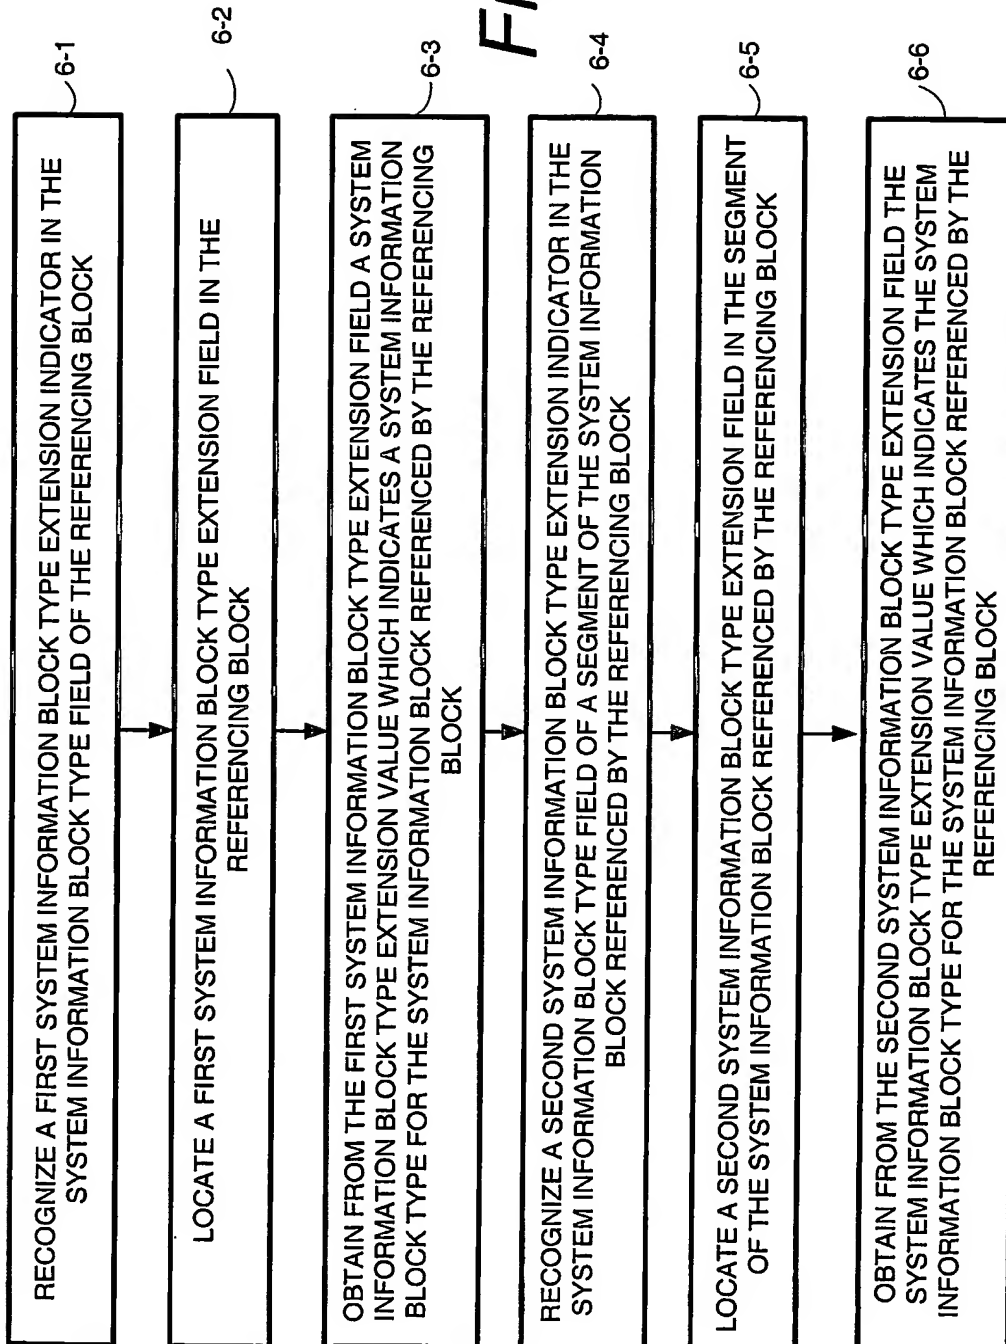 6-1
RECOGNIZE A FIRST SYSTEM INFORMATION BLOCK TYPE EXTENSION INDICATOR IN THE
SYSTEM INFORMATION BLOCK TYPE FIELD OF THE REFERENCING BLOCK
6-2
LOCATE A FIRST SYSTEM INFORMATION BLOCK TYPE EXTENSION FIELD IN THE
REFERENCING BLOCK
6-3
OBTAIN FROM THE FIRST SYSTEM INFORMATION BLOCK TYPE EXTENSION FIELD A SYSTEM
INFORMATION BLOCK TYPE EXTENSION VALUE WHICH INDICATES A SYSTEM INFORMATION
BLOCK TYPE FOR THE SYSTEM INFORMATION BLOCK REFERENCED BY THE REFERENCING
BLOCK
6-4
RECOGNIZE A SECOND SYSTEM INFORMATION BLOCK TYPE EXTENSION INDICATOR IN THE
SYSTEM INFORMATION BLOCK TYPE FIELD OF A SEGMENT OF THE SYSTEM INFORMATION
BLOCK REFERENCED BY THE REFERENCING BLOCK
6-5
LOCATE A SECOND SYSTEM INFORMATION BLOCK TYPE EXTENSION FIELD IN THE SEGMENT
OF THE SYSTEM INFORMATION BLOCK REFERENCED BY THE REFERENCING BLOCK
6-6
OBTAIN FROM THE SECOND SYSTEM INFORMATION BLOCK TYPE EXTENSION FIELD THE
SYSTEM INFORMATION BLOCK TYPE EXTENSION VALUE WHICH INDICATES THE SYSTEM
INFORMATION BLOCK TYPE FOR THE SYSTEM INFORMATION BLOCK REFERENCED BY THE
REFERENCING BLOCK